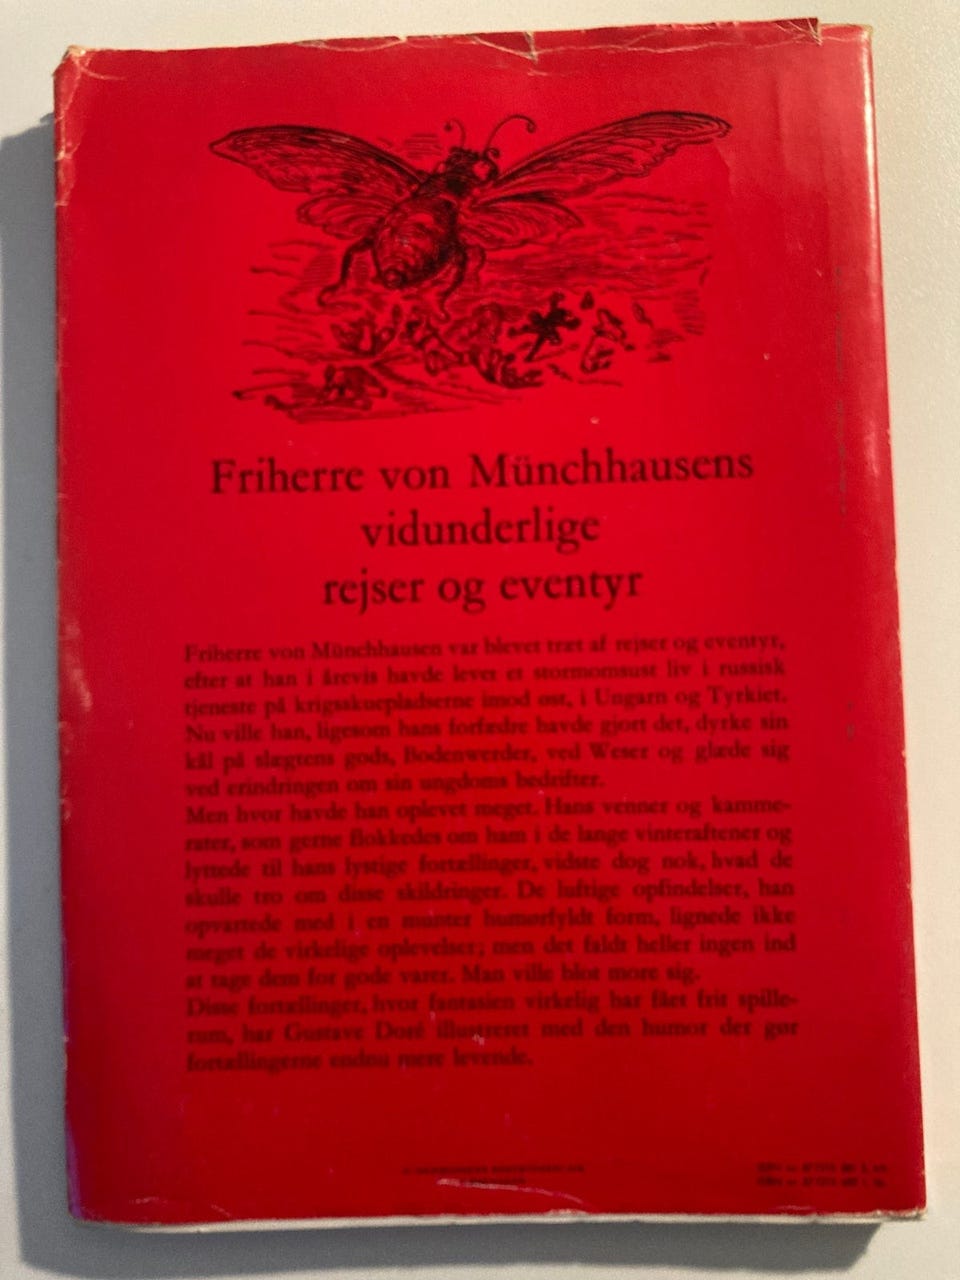 Friherre von Münchhausens
vidunderlige
rejser og eventyr
Friherre von Münchhausen var blevet træt af rejser og eventyr,
efter at han i årevis havde levet et stormomsust liv i russisk
tjeneste på krigsskuepladserne imod øst, i Ungarn og Tyrkiet.
Nu ville han, ligesom hans forfædre havde gjort det, dyrke sin
kål på slægtens gods, Bodenwerder, ved Weser og glæde sig
ved erindringen om sin ungdoms bedrifter.
Men hvor havde han oplevet meget. Hans venner og kamme-
rater, som gerne flokkedes om ham i de lange vinteraftener og
lyttede til hans lystige fortællinger, vidste dog nok, hvad de
skulle tro om disse skildringer. De luftige opfindelser, han
opvartede med i en munter humørfyldt form, lignede ikke
meget de virkelige oplevelser; men det faldt heller ingen ind
at tage dem for gode varer. Man ville blot more sig.
Disse fortællinger, hvor fantasien virkelig har fået frit spille-
rum, har Gustave Doré illustreret med den humor der gør
fortællingerne endnu mere levende.